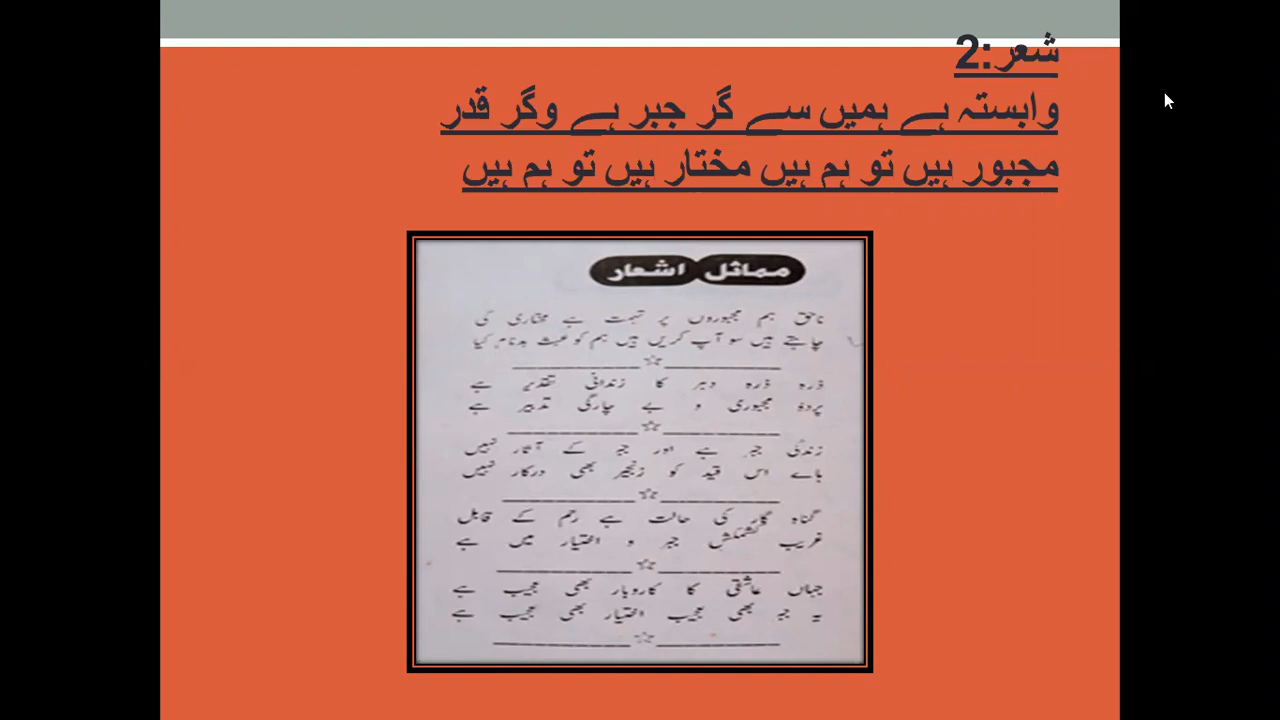 شعر:2
وابستہ ہے ہمیں سے گر جبر ہے وگر قدر
مجبور ہیں تو ہم ہیں مختار ہیں تو ہم ہیں
مماثل اشعار
ناحق ہم مجبوروں پر تہمت ہے مختاری کی
چاہتے ہیں سو آپ کریں ہیں ہم کو عبث بدنام کیا
ذرہ ذرہ دہر کا زندانی تقدیر ہے
پردہ مجبوری و بے چارگی تدبیر ہے
زندگی جبر ہے اور جبر کے آثار نہیں
ہاے اس قید کو زنجیر بھی درکار نہیں
گناہ گار کی حالت ہے رحم کے قابل
غریب کشمکش جبر و اختیار میں ہے
جہاں عاشقی کا کاروبار بھی عجیب ہے
یہ جبر بھی عجیب اختیار بھی عجیب ہے